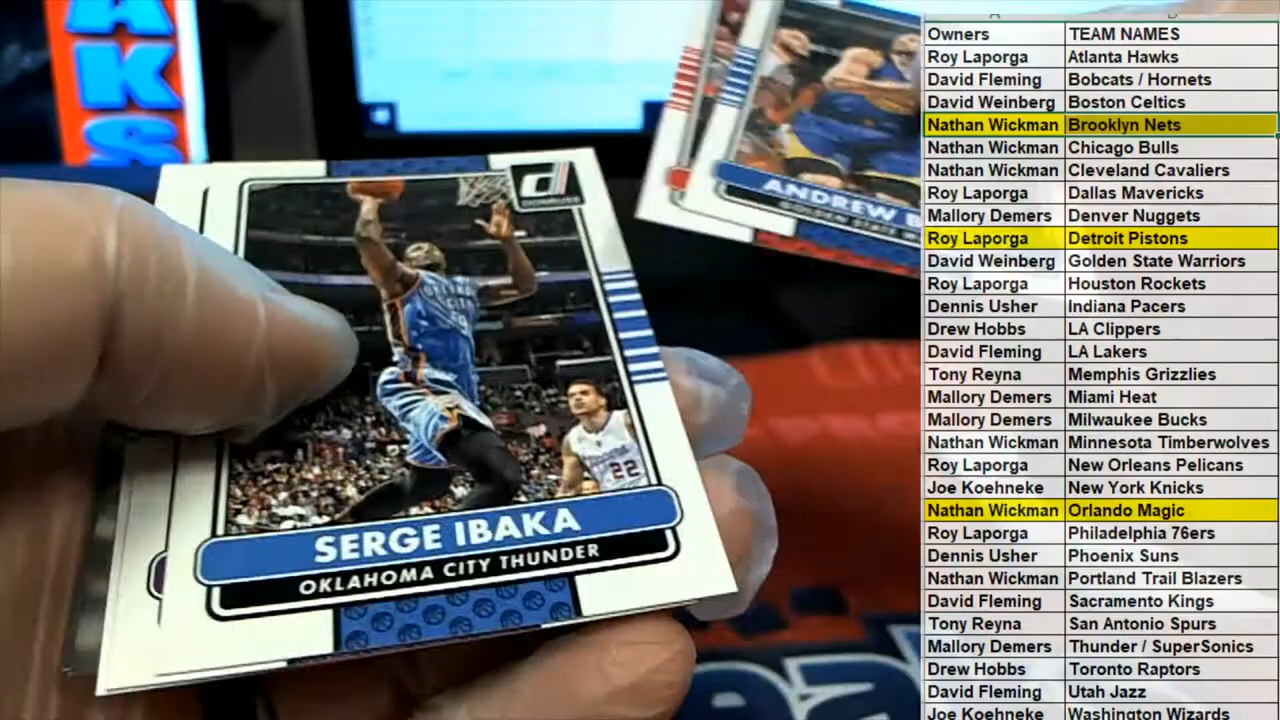 AKS
SERGE IBAKA
OKLAHOMA CITY THUNDER
22
ANDREW
GOLDEN STATE
Owners TEAM NAMES
Roy Laporga Atlanta Hawks
David Fleming Bobcats / Hornets
David Weinberg Boston Celtics
Nathan Wickman Brooklyn Nets
Nathan Wickman Chicago Bulls
Nathan Wickman Cleveland Cavaliers
Roy Laporga Dallas Mavericks
Mallory Demers Denver Nuggets
Roy Laporga Detroit Pistons
David Weinberg Golden State Warriors
Roy Laporga Houston Rockets
Dennis Usher Indiana Pacers
Drew Hobbs LA Clippers
David Fleming LA Lakers
Tony Reyna Memphis Grizzlies
Mallory Demers Miami Heat
Mallory Demers Milwaukee Bucks
Nathan Wickman Minnesota Timberwolves
Roy Laporga New Orleans Pelicans
Joe Koehneke New York Knicks
Nathan Wickman Orlando Magic
Roy Laporga Philadelphia 76ers
Dennis Usher Phoenix Suns
Nathan Wickman Portland Trail Blazers
David Fleming Sacramento Kings
Tony Reyna San Antonio Spurs
Mallory Demers Thunder / SuperSonics
Drew Hobbs Toronto Raptors
David Fleming Utah Jazz
Joe Koehneke Washington Wizards